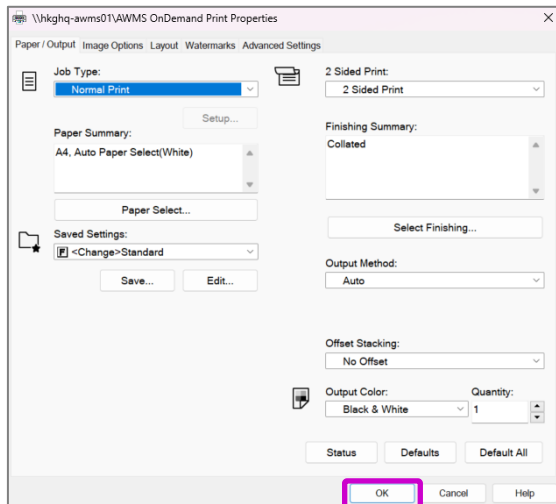 \\hkghq-awms01\AWMS OnDemand Print Properties
Paper / Output Image Options Layout Watermarks Advanced Settings
Job Type:
Normal Print
Setup...
Paper Summary:
A4, Auto Paper Select(White)
Paper Select...
Saved Settings:
<Change>Standard
Save... Edit...
2 Sided Print:
2 Sided Print
Finishing Summary:
Collated
Select Finishing...
Output Method:
Auto
Offset Stacking:
No Offset
Output Color: Quantity:
Black & White 1
Status Defaults Default All
OK Cancel Help